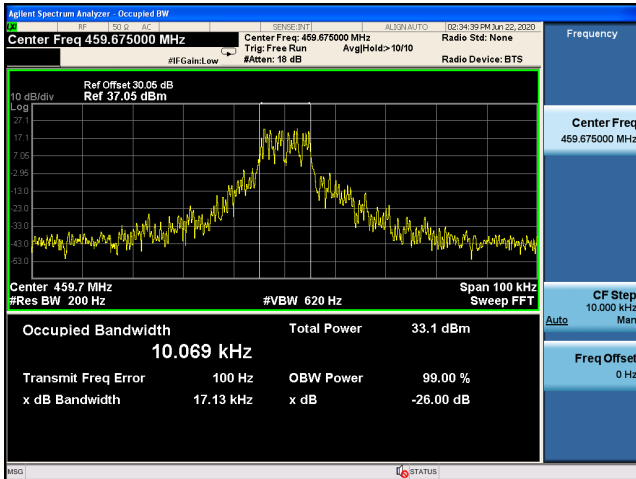 Agilent Spectrum Analyzer - Occupied BW
RF 50 Ω AC SENSE:INT ALIGN AUTO 02:34:39 PM Jun 22, 2020
Center Freq 459.675000 MHz
Center Freq: 459.675000 MHz
Radio Std: None
Trig: Free Run Avg|Hold:>10/10
#IFGain:Low #Atten: 18 dB Radio Device: BTS
Ref Offset 30.05 dB
10 dB/div Ref 37.05 dBm
Log
27.1
17.1
7.05
-2.95
-13.0
-23.0
-33.0
-43.0
-53.0
Center 459.7 MHz Span 100 kHz
#Res BW 200 Hz #VBW 620 Hz Sweep FFT
Occupied Bandwidth Total Power 33.1 dBm
10.069 kHz
Transmit Freq Error 100 Hz OBW Power 99.00 %
x dB Bandwidth 17.13 kHz x dB -26.00 dB
MSG STATUS
Frequency
Center Freq
459.675000 MHz
CF Step
10.000 kHz
Auto Man
Freq Offset
0 Hz